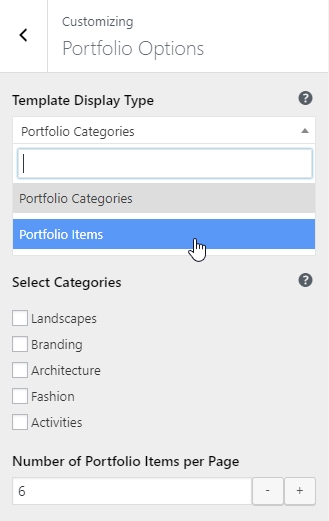 Customizing
Portfolio Options
Template Display Type
?
Portfolio Categories
Portfolio Categories
Portfolio Items
Select Categories
?
Landscapes
Branding
Architecture
Fashion
Activities
Number of Portfolio Items per Page
6 - +